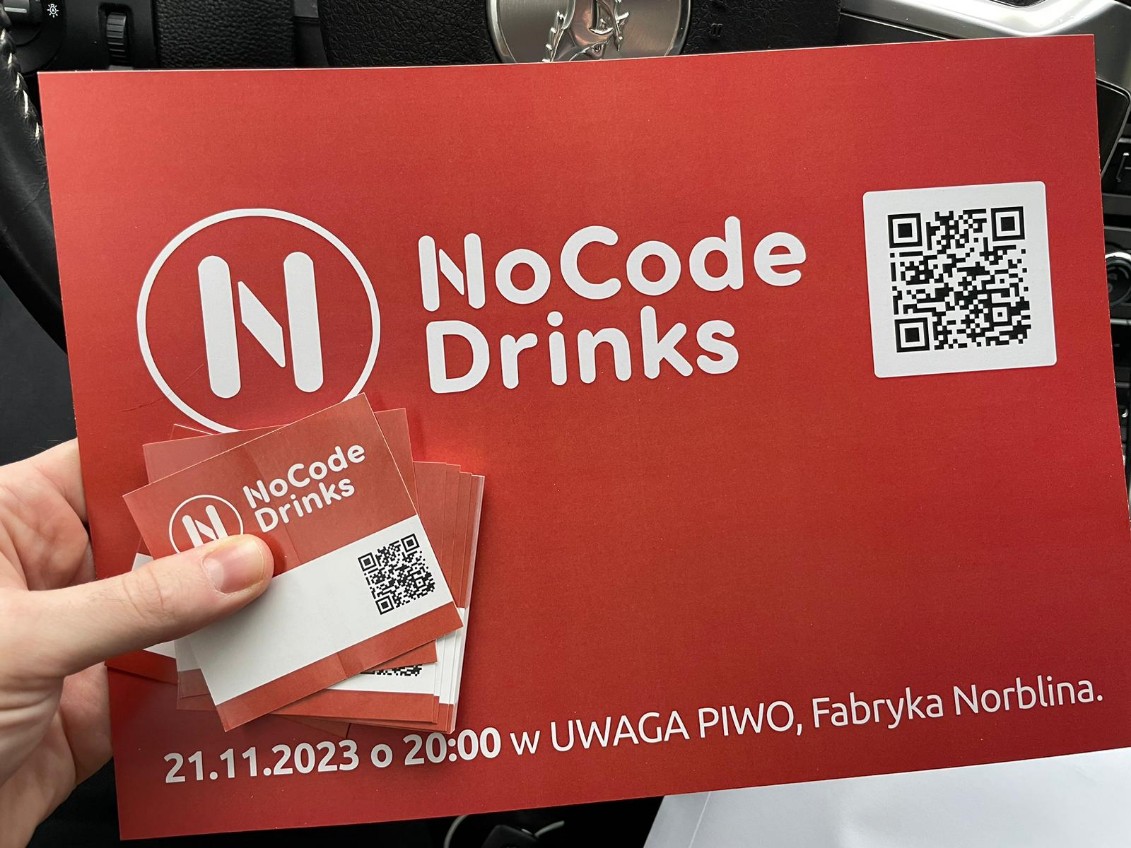 NoCode
Drinks
NoCode
Drinks
21.11.2023 o 20:00 w UWAGA PIWO, Fabryka Norblina.